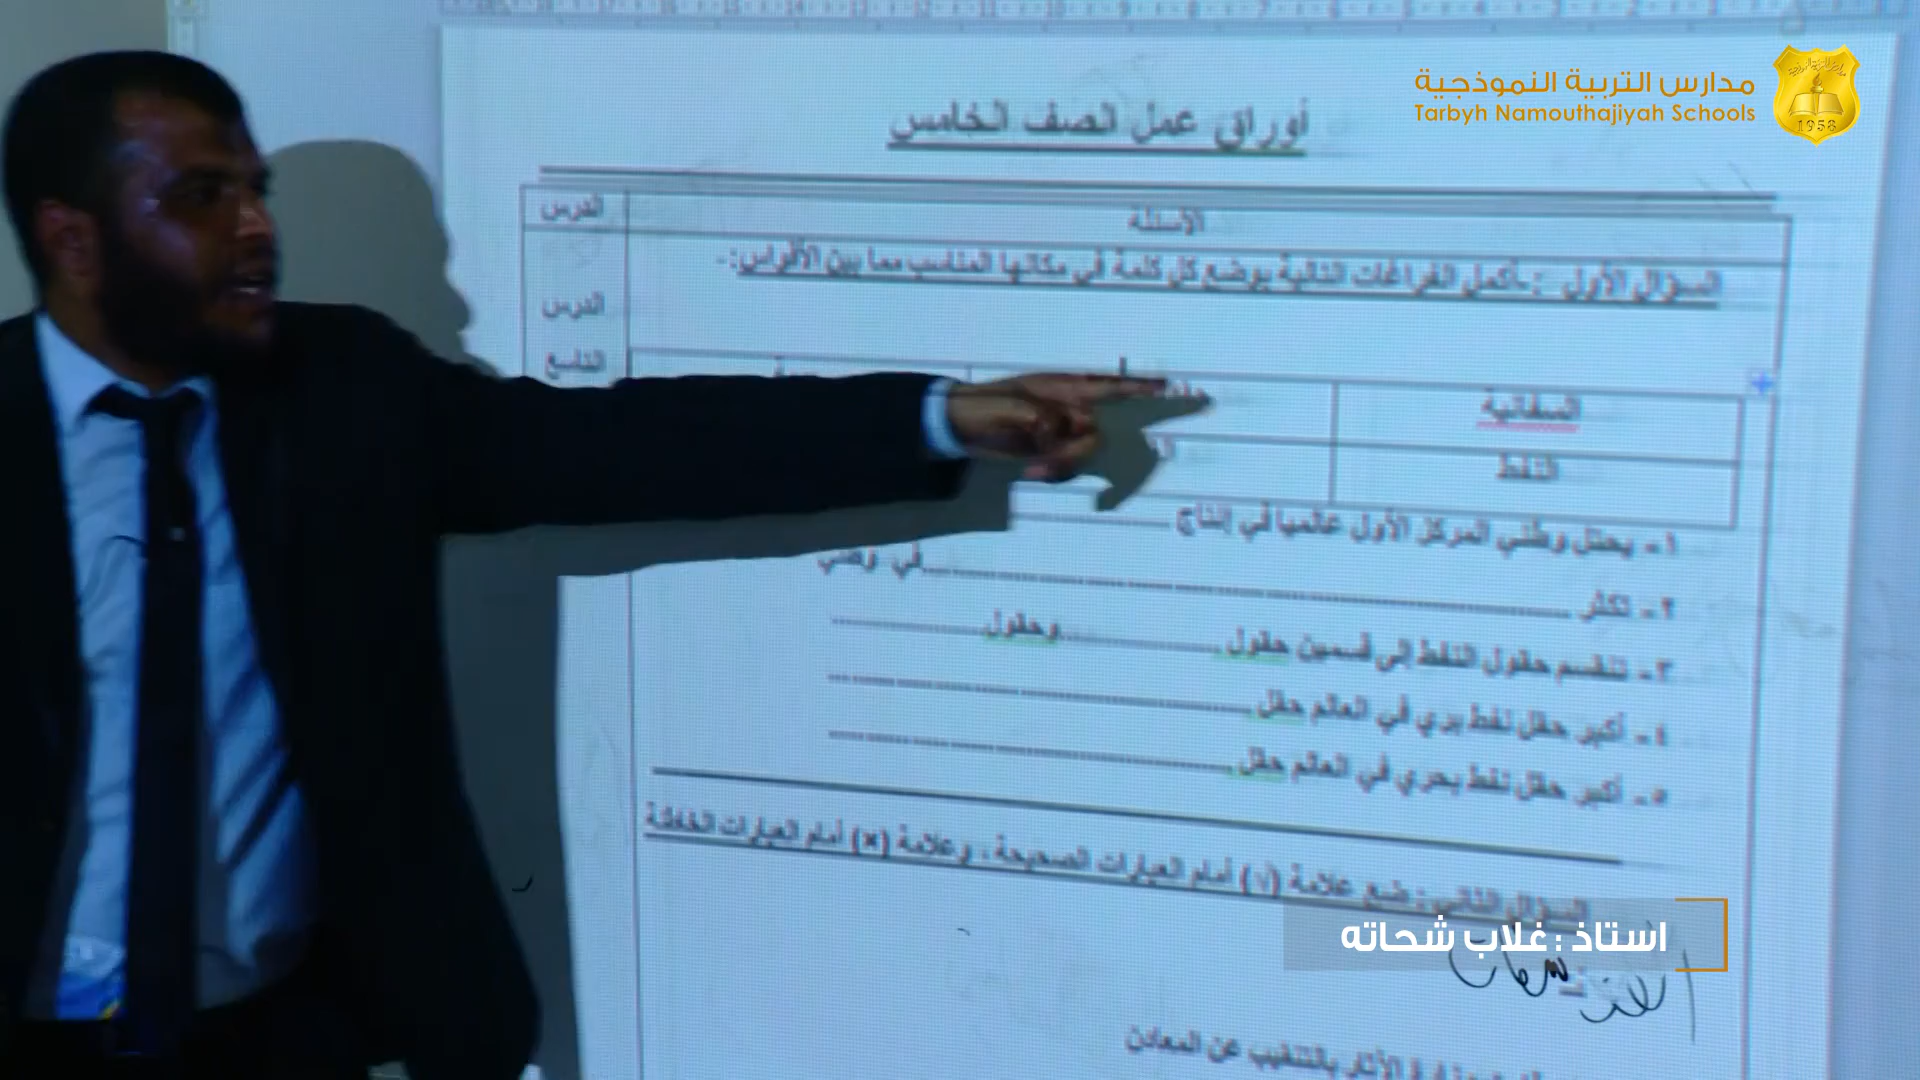 مدارس التربية النموذجية
Tarbyh Namouthajiyah Schools
1958
أوراق عمل الصف الخامس
الأسئلة
الدرس
السؤال الأول :ـ أكمل الفراغات التالية بوضع كل كلمة في مكانها المناسب مما بين الأقواس:-
الدرس
التاسع
السفانية
النفط
١ - يحتل وطني المركز الأول عالميا في إنتاج
٢ - تكثر ......... في وطني
٣ - تنقسم حقول النفط إلى قسمين حقول ......... وحقول .........
٤ - أكبر حقل نفط بري في العالم حقل .........
٥ - أكبر حقل نفط بحري في العالم حقل .........
السؤال الثاني : ضع علامة (√) أمام العبارات الصحيحة ، وعلامة (×) أمام العبارات الخاطئة
استاذ : غلاب شحاته
الآثار بالتنقيب عن المعادن